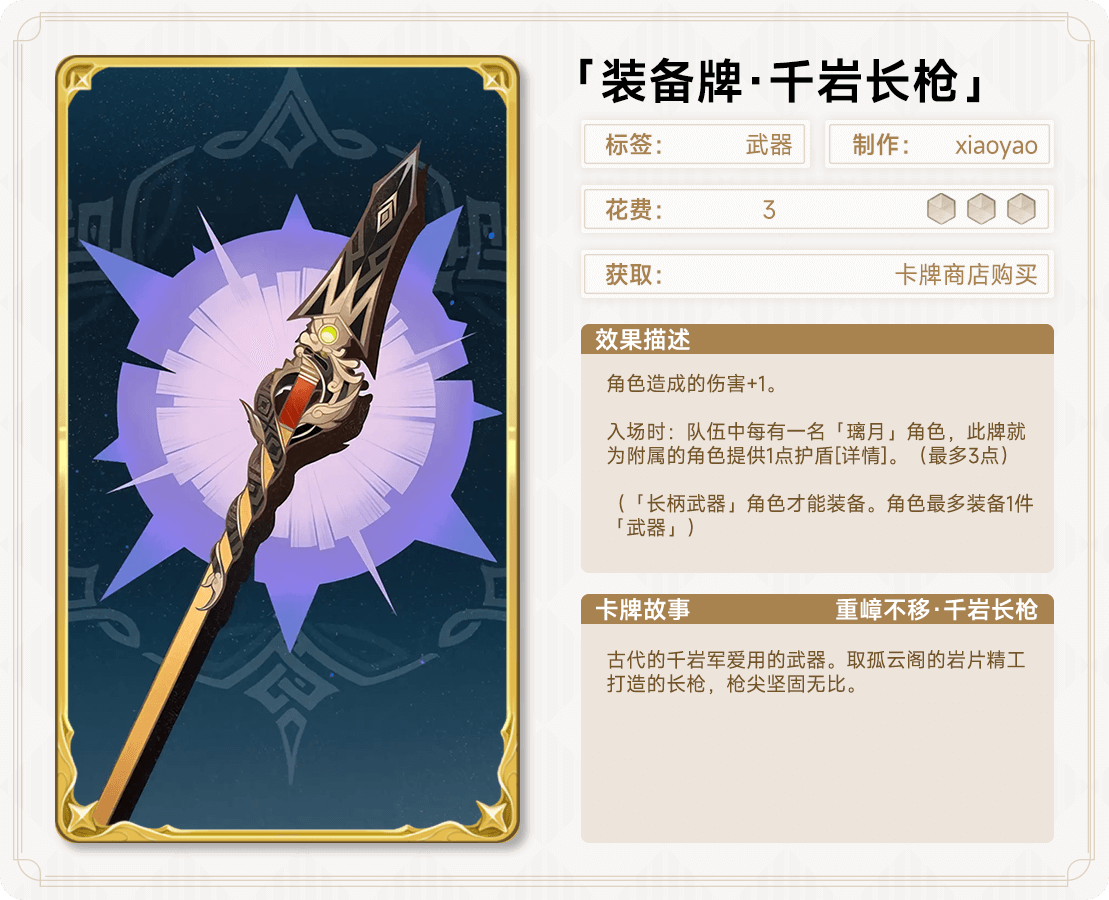 「装备牌·千岩长枪」
标签： 武器
制作： xiaoyao
花费： 3
获取： 卡牌商店购买
效果描述
角色造成的伤害+1。
入场时：队伍中每有一名「璃月」角色，此牌就
为附属的角色提供1点护盾[详情]。（最多3点）
（「长柄武器」角色才能装备。角色最多装备1件
「武器」）
卡牌故事 重嶂不移·千岩长枪
古代的千岩军爱用的武器。取孤云阁的岩片精工
打造的长枪，枪尖坚固无比。